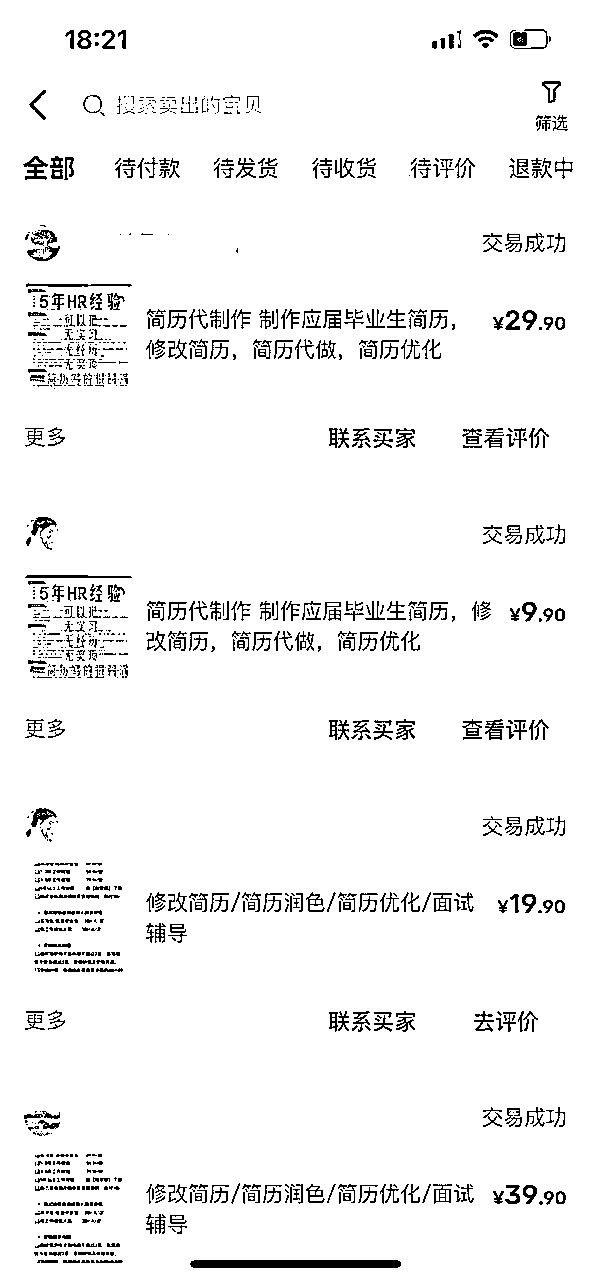 18:21
搜索卖出的宝贝
筛选
全部 待付款 待发货 待收货 待评价 退款中
交易成功
5年HR经验
简历代制作 制作应届毕业生简历，
修改简历，简历代做，简历优化
¥29.90
更多 联系买家 查看评价
交易成功
5年HR经验
简历代制作 制作应届毕业生简历，修
改简历，简历代做，简历优化
¥9.90
更多 联系买家 查看评价
交易成功
修改简历/简历润色/简历优化/面试
辅导
¥19.90
更多 联系买家 去评价
交易成功
修改简历/简历润色/简历优化/面试
辅导
¥39.90